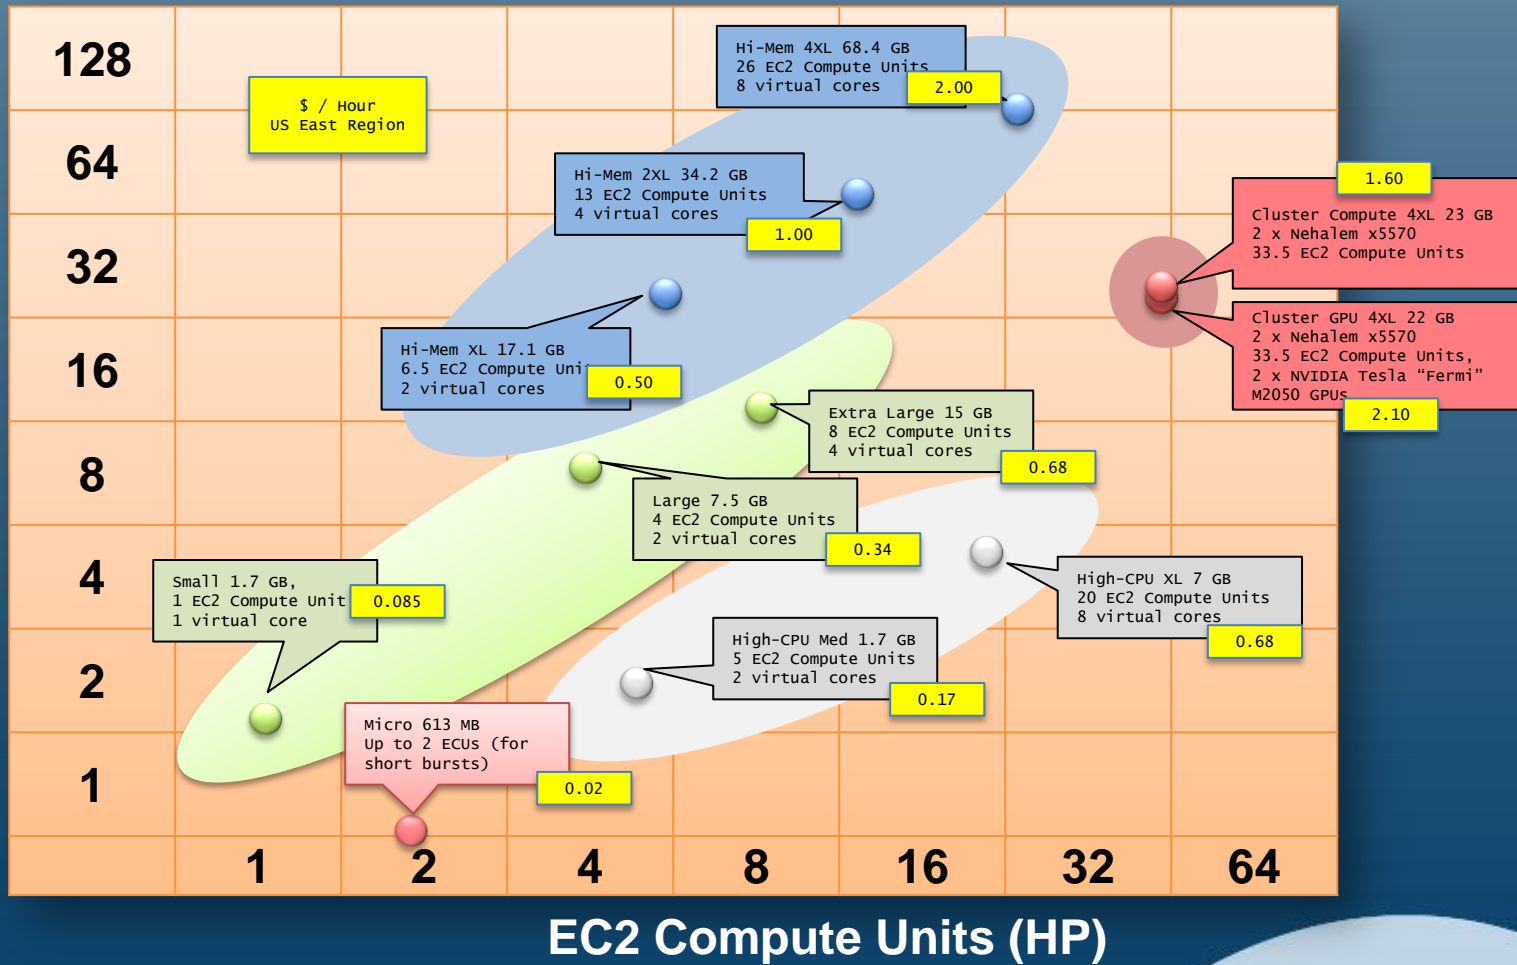 128
64
32
16
8
4
2
1
$ / Hour
US East Region
Hi-Mem 4XL 68.4 GB
26 EC2 Compute Units
8 virtual cores
2.00
Hi-Mem 2XL 34.2 GB
13 EC2 Compute Units
4 virtual cores
1.00
1.60
Cluster Compute 4XL 23 GB
2 x Nehalem x5570
33.5 EC2 Compute Units
Cluster GPU 4XL 22 GB
2 x Nehalem x5570
33.5 EC2 Compute Units,
2 x NVIDIA Tesla “Fermi”
M2050 GPUs
2.10
Hi-Mem XL 17.1 GB
6.5 EC2 Compute Uni
2 virtual cores
0.50
Extra Large 15 GB
8 EC2 Compute Units
4 virtual cores
0.68
Large 7.5 GB
4 EC2 Compute Units
2 virtual cores
0.34
Small 1.7 GB,
1 EC2 Compute Unit
1 virtual core
0.085
High-CPU XL 7 GB
20 EC2 Compute Units
8 virtual cores
0.68
High-CPU Med 1.7 GB
5 EC2 Compute Units
2 virtual cores
0.17
Micro 613 MB
Up to 2 ECUs (for
short bursts)
0.02
1 2 4 8 16 32 64
EC2 Compute Units (HP)